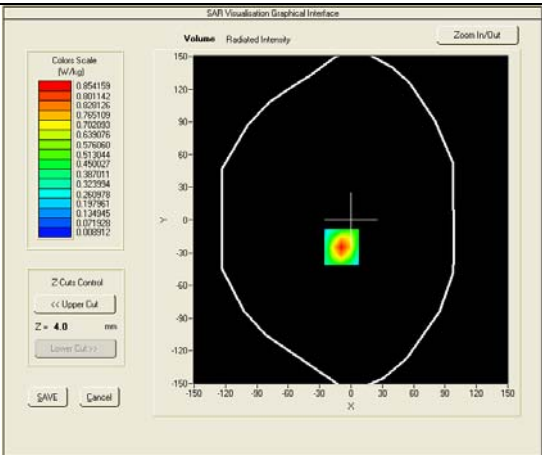 SAR Visualisation Graphical Interface
Volume Radiated Intensity
Zoom In/Out
Colors Scale
(W/kg)
0.854159
0.801142
0.828126
0.765109
0.702093
0.639076
0.576060
0.513044
0.450027
0.387011
0.323994
0.260978
0.197961
0.134945
0.071928
0.008912
Z-Cuts Control
<< Upper Cut
Z = 4.0 mm
Lower Cut >>
SAVE Cancel
150
120
90
60
30
0
-30
-60
-90
-120
-150
Y
-150 -120 -90 -60 -30 0 30 60 90 120 150
X